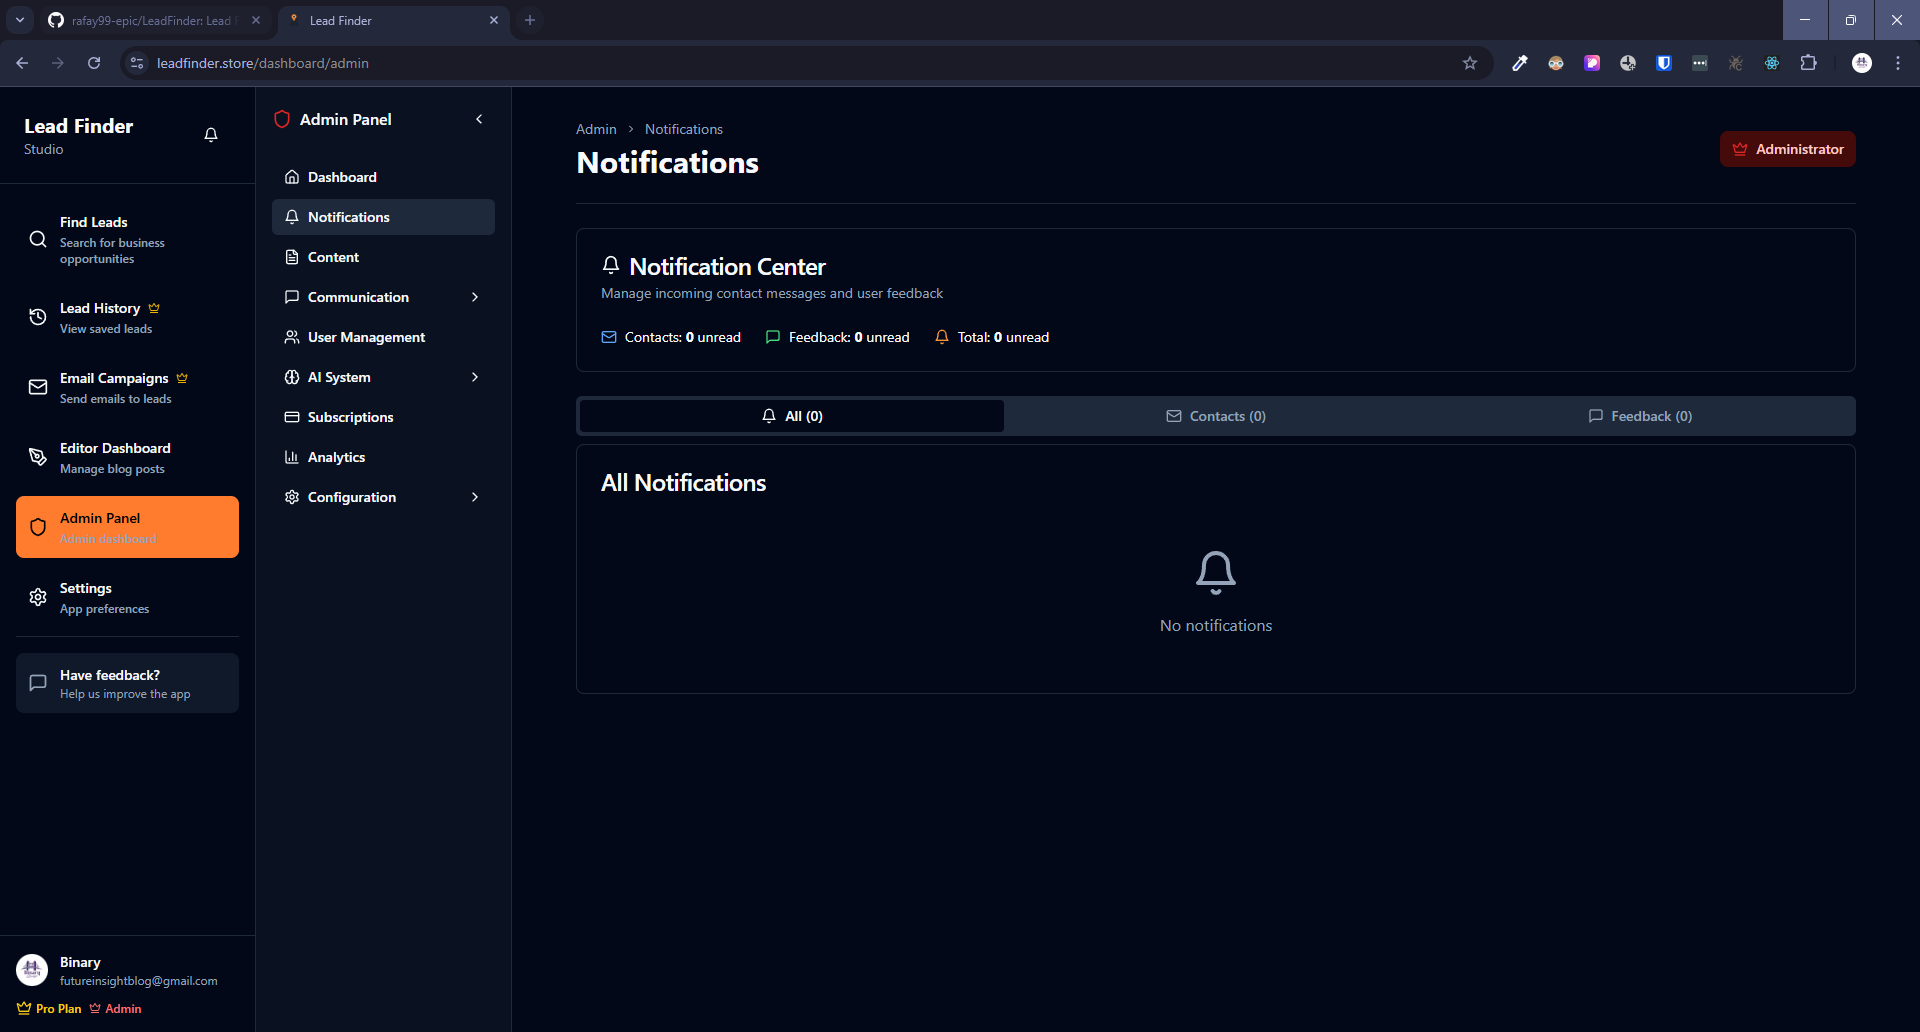 rafay99-epic/LeadFinder: Lead F
Lead Finder
leadfinder.store/dashboard/admin
Lead Finder
Studio
Find Leads
Search for business
opportunities
Lead History
View saved leads
Email Campaigns
Send emails to leads
Editor Dashboard
Manage blog posts
Admin Panel
Admin dashboard
Settings
App preferences
Have feedback?
Help us improve the app
Binary
futureinsightblog@gmail.com
Pro Plan Admin
Admin Panel
Dashboard
Notifications
Content
Communication
User Management
AI System
Subscriptions
Analytics
Configuration
Admin > Notifications
Notifications
Administrator
Notification Center
Manage incoming contact messages and user feedback
Contacts: 0 unread Feedback: 0 unread Total: 0 unread
All (0) Contacts (0) Feedback (0)
All Notifications
No notifications